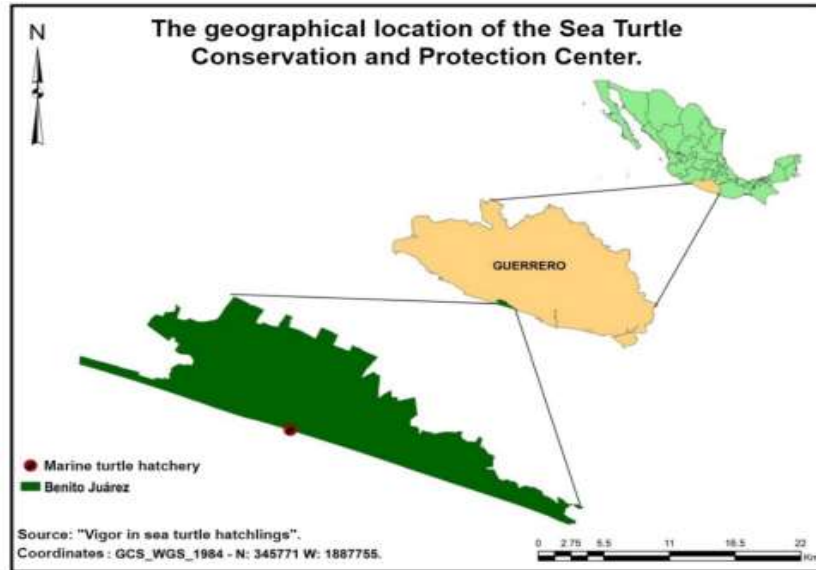 The geographical location of the Sea Turtle
Conservation and Protection Center.
N
GUERRERO
Marine turtle hatchery
Benito Juárez
Source: "Vigor in sea turtle hatchlings".
Coordinates : GCS_WGS_1984 - N: 345771 W: 1887755.
0 2.75 5.5 11 16.5 22
Km